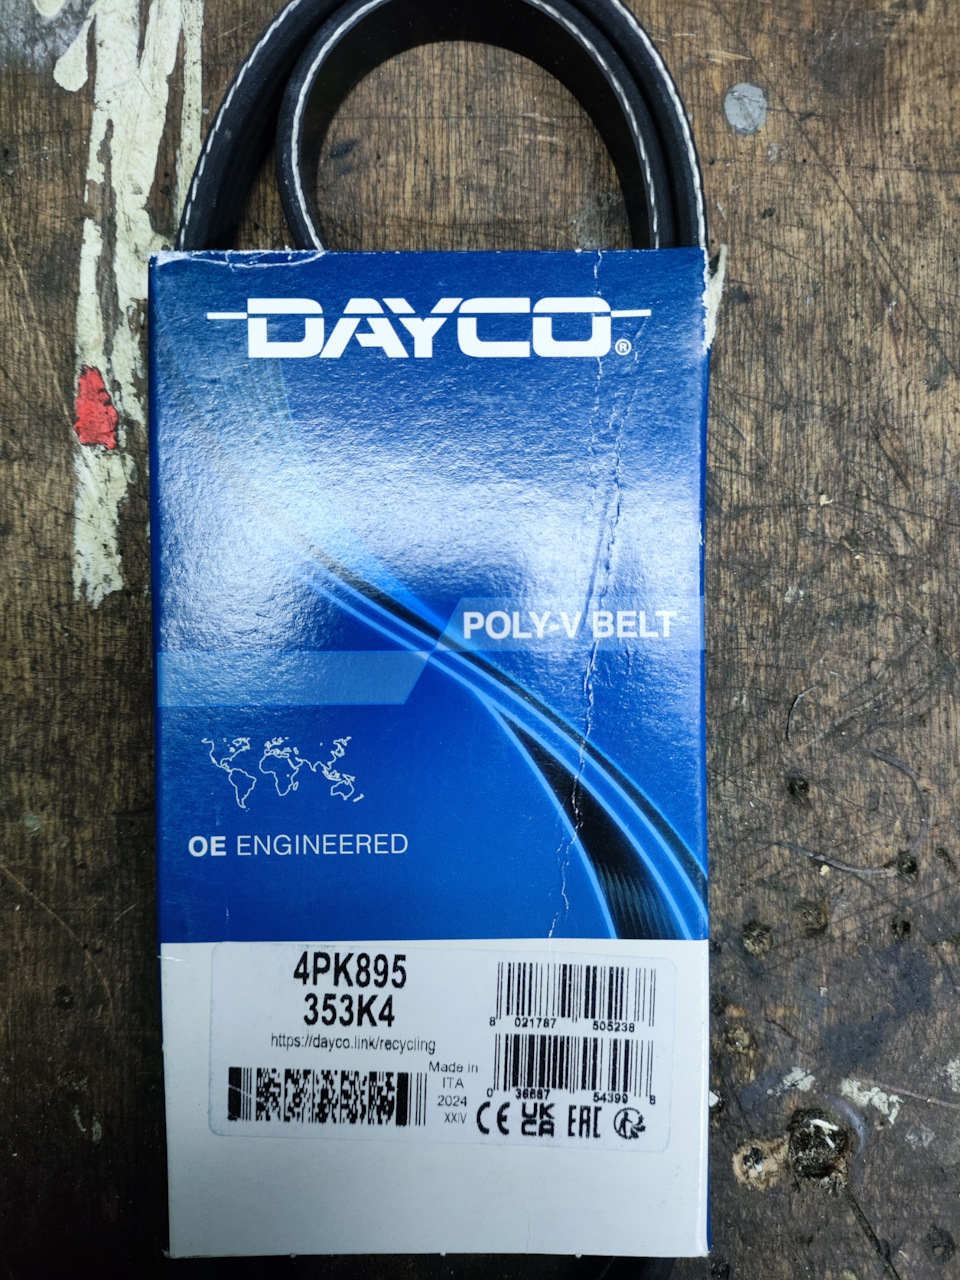 DAYCO®
POLY-V BELT
OE ENGINEERED
4PK895
353K4
https://dayco.link/recycling
Made in
ITA
2024
XXIV
8 021787 505238
0 36687 54399 8
CE UK CA EAC